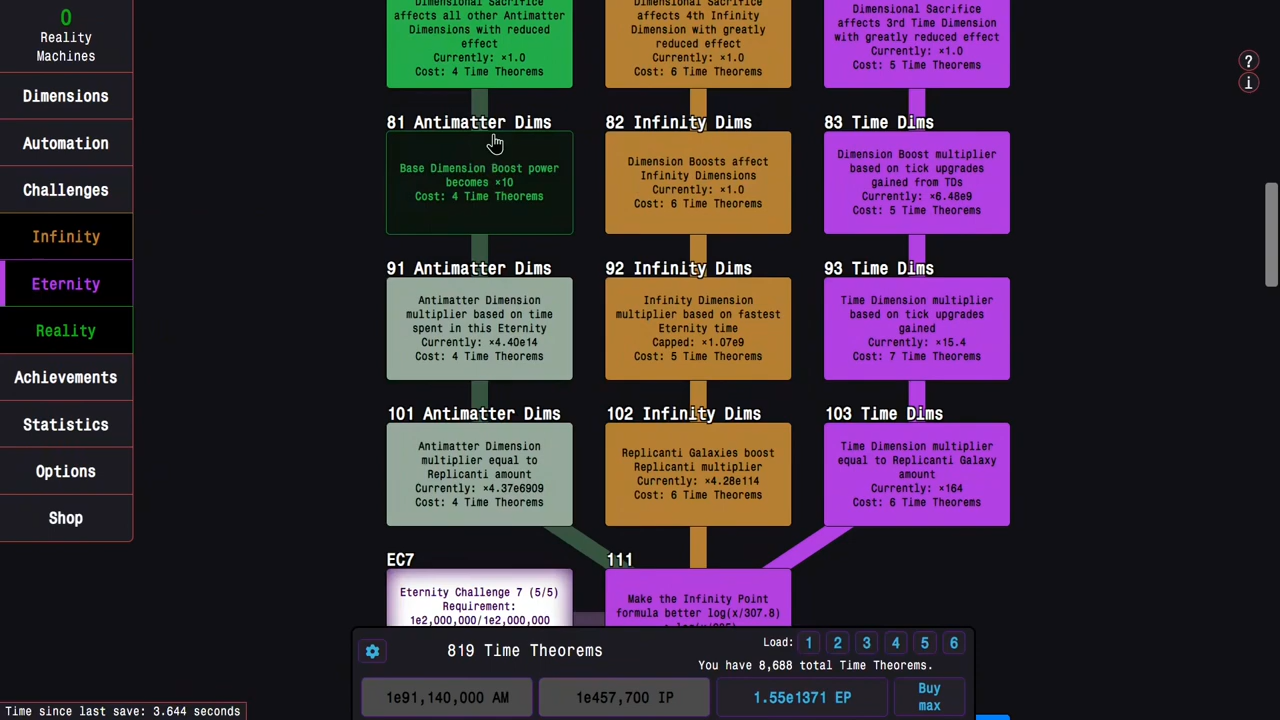 0
Reality
Machines
Dimensions
Automation
Challenges
Infinity
Eternity
Reality
Achievements
Statistics
Options
Shop
Dimensional Sacrifice
affects all other Antimatter
Dimensions with reduced
effect
Currently: ×1.0
Cost: 4 Time Theorems
Dimensional Sacrifice
affects 4th Infinity
Dimension with greatly
reduced effect
Currently: ×1.0
Cost: 6 Time Theorems
Dimensional Sacrifice
affects 3rd Time Dimension
with greatly reduced effect
Currently: ×1.0
Cost: 5 Time Theorems
?
i
81 Antimatter Dims
Base Dimension Boost power
becomes ×10
Cost: 4 Time Theorems
82 Infinity Dims
Dimension Boosts affect
Infinity Dimensions
Currently: ×1.0
Cost: 6 Time Theorems
83 Time Dims
Dimension Boost multiplier
based on tick upgrades
gained from TDs
Currently: ×6.48e9
Cost: 5 Time Theorems
91 Antimatter Dims
Antimatter Dimension
multiplier based on time
spent in this Eternity
Currently: ×4.40e14
Cost: 4 Time Theorems
92 Infinity Dims
Infinity Dimension
multiplier based on fastest
Eternity time
Capped: ×1.07e9
Cost: 5 Time Theorems
93 Time Dims
Time Dimension multiplier
based on tick upgrades
gained
Currently: ×15.4
Cost: 7 Time Theorems
101 Antimatter Dims
Antimatter Dimension
multiplier equal to
Replicanti amount
Currently: ×4.37e6909
Cost: 4 Time Theorems
102 Infinity Dims
Replicanti Galaxies boost
Replicanti multiplier
Currently: ×4.28e114
Cost: 6 Time Theorems
103 Time Dims
Time Dimension multiplier
equal to Replicanti Galaxy
amount
Currently: ×164
Cost: 6 Time Theorems
EC7
Eternity Challenge 7 (5/5)
Requirement:
1e2,000,000/1e2,000,000
111
Make the Infinity Point
formula better log(x/307.8)
819 Time Theorems
Load: 1 2 3 4 5 6
You have 8,688 total Time Theorems.
1e91,140,000 AM
1e457,700 IP
1.55e1371 EP
Buy
max
Time since last save: 3.644 seconds